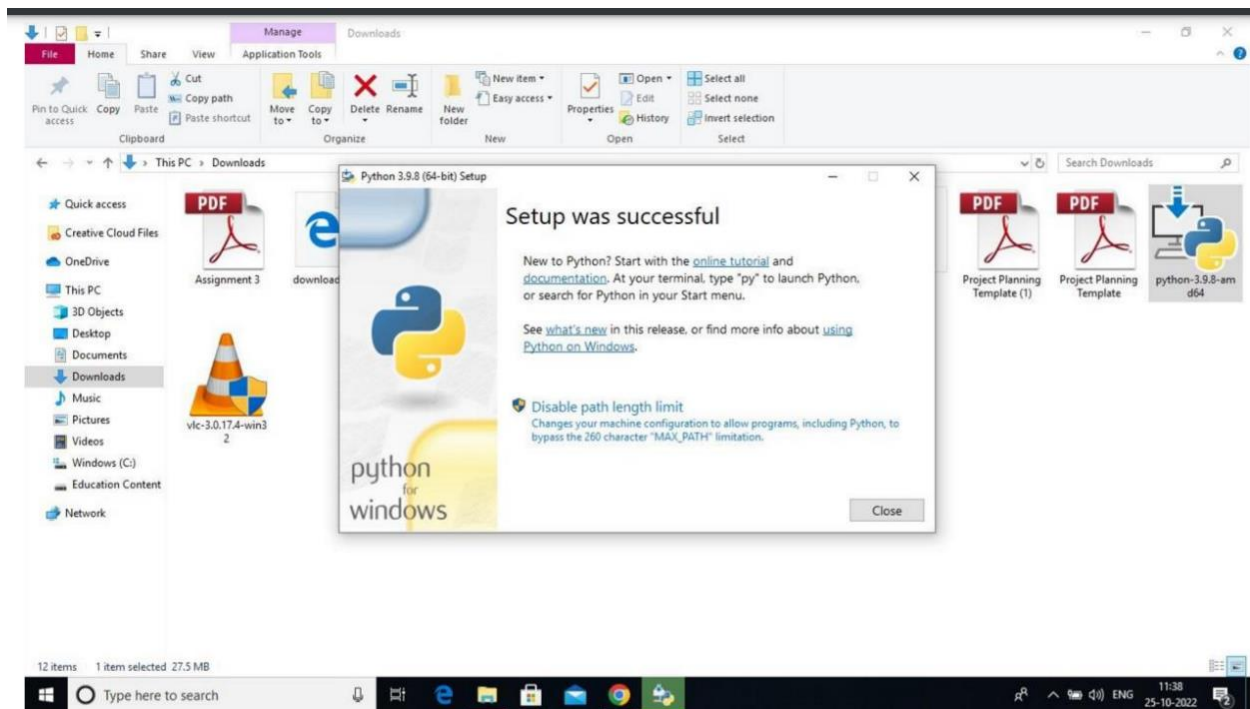 Manage
Downloads
File Home Share View Application Tools
Pin to Quick access
Copy
Paste
Cut
Copy path
Paste shortcut
Clipboard
Move to
Copy to
Delete
Rename
Organize
New folder
New item
Easy access
New
Properties
Open
Edit
History
Open
Select all
Select none
Invert selection
Select
This PC > Downloads
Search Downloads
Quick access
Creative Cloud Files
OneDrive
This PC
3D Objects
Desktop
Documents
Downloads
Music
Pictures
Videos
Windows (C:)
Education Content
Network
PDF
Assignment 3
download
vlc-3.0.17.4-win3
2
Python 3.9.8 (64-bit) Setup
Setup was successful
New to Python? Start with the online tutorial and
documentation. At your terminal, type "py" to launch Python,
or search for Python in your Start menu.
See what's new in this release, or find more info about using
Python on Windows.
Disable path length limit
Changes your machine configuration to allow programs, including Python, to
bypass the 260 character "MAX_PATH" limitation.
python
for
windows
Close
PDF
Project Planning
Template (1)
PDF
Project Planning
Template
python-3.9.8-am
d64
12 items 1 item selected 27.5 MB
Type here to search
ENG
11:38
25-10-2022
2